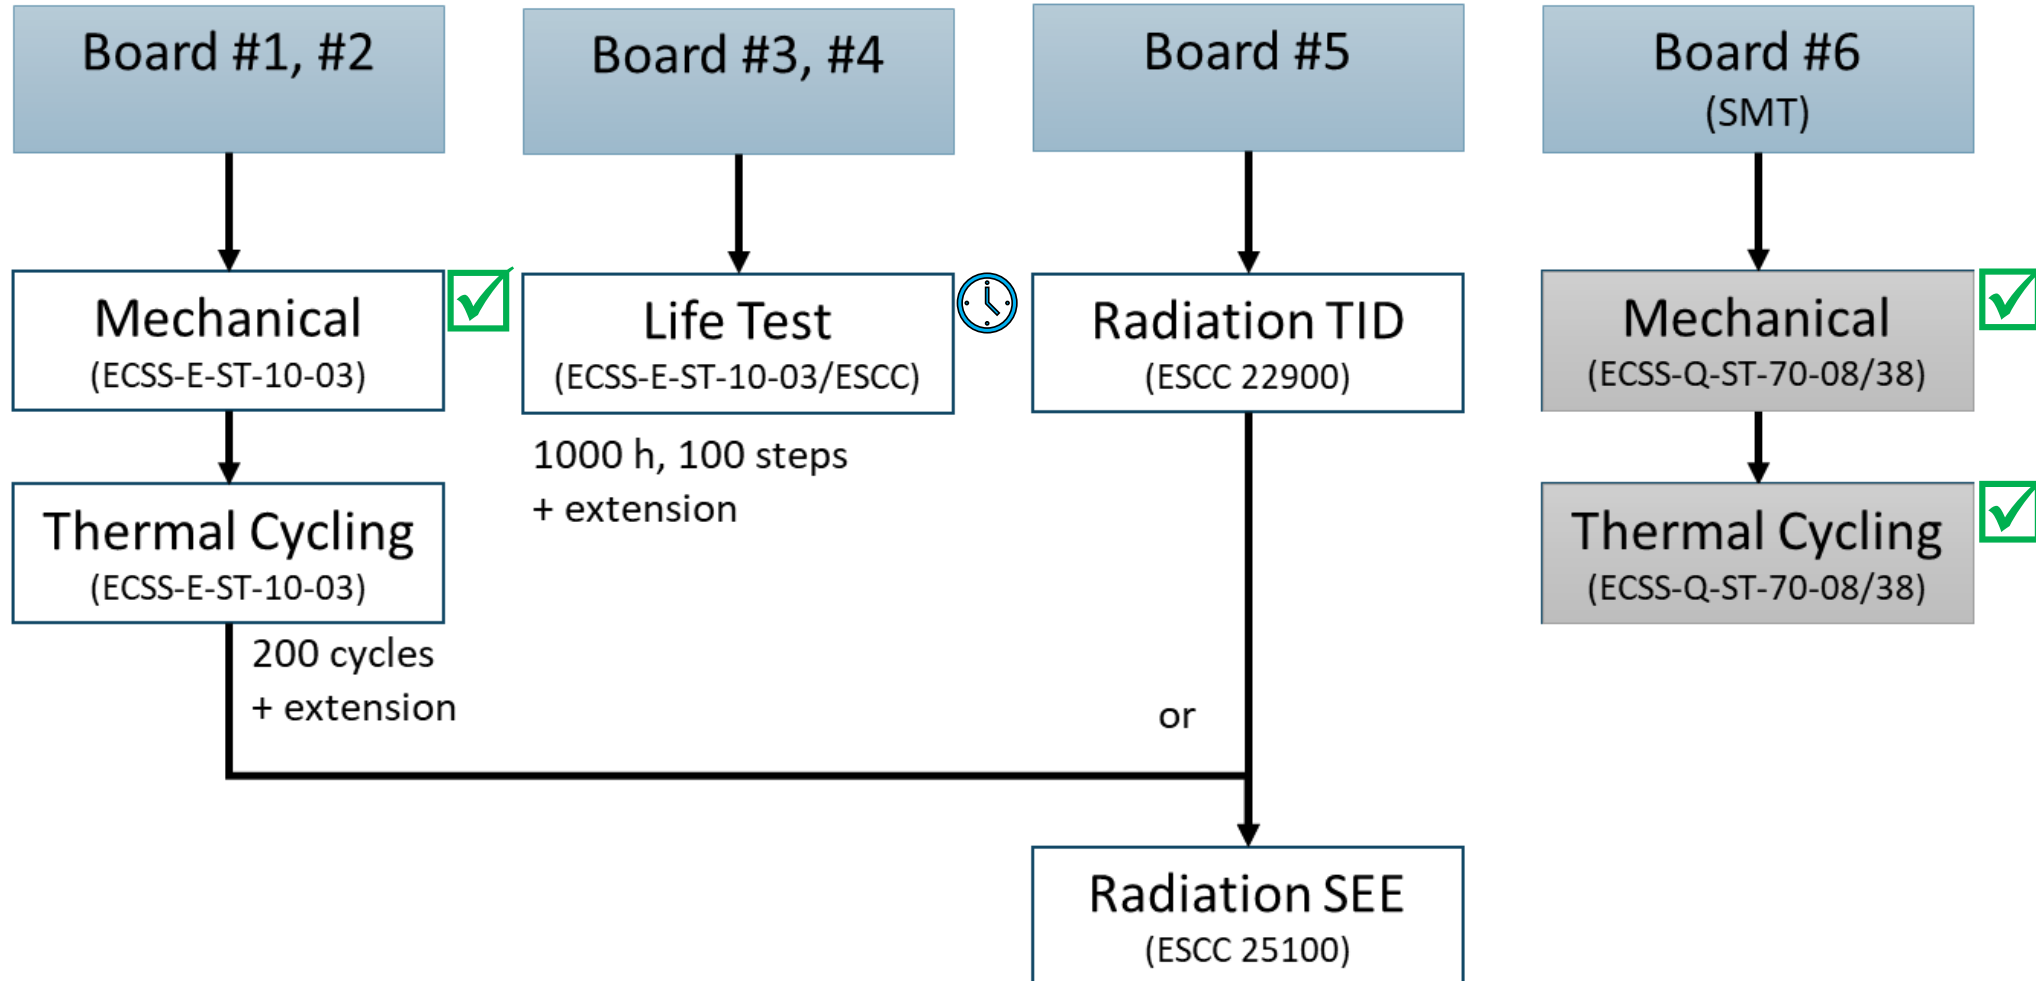 Board #1, #2
Board #3, #4
Board #5
Board #6
(SMT)
Mechanical
(ECSS-E-ST-10-03)
Life Test
(ECSS-E-ST-10-03/ESCC)
Radiation TID
(ESCC 22900)
Mechanical
(ECSS-Q-ST-70-08/38)
1000 h, 100 steps
+ extension
Thermal Cycling
(ECSS-E-ST-10-03)
Thermal Cycling
(ECSS-Q-ST-70-08/38)
200 cycles
+ extension
or
Radiation SEE
(ESCC 25100)